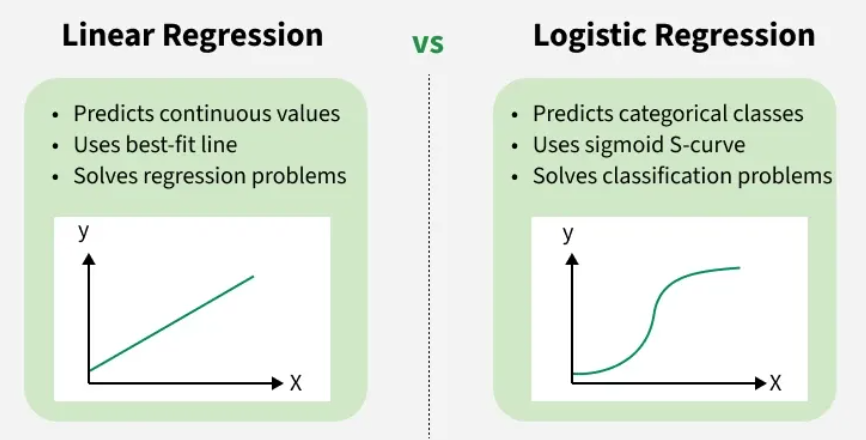 Linear Regression
vs
Logistic Regression
• Predicts continuous values
• Uses best-fit line
• Solves regression problems
y
X
• Predicts categorical classes
• Uses sigmoid S-curve
• Solves classification problems
y
X